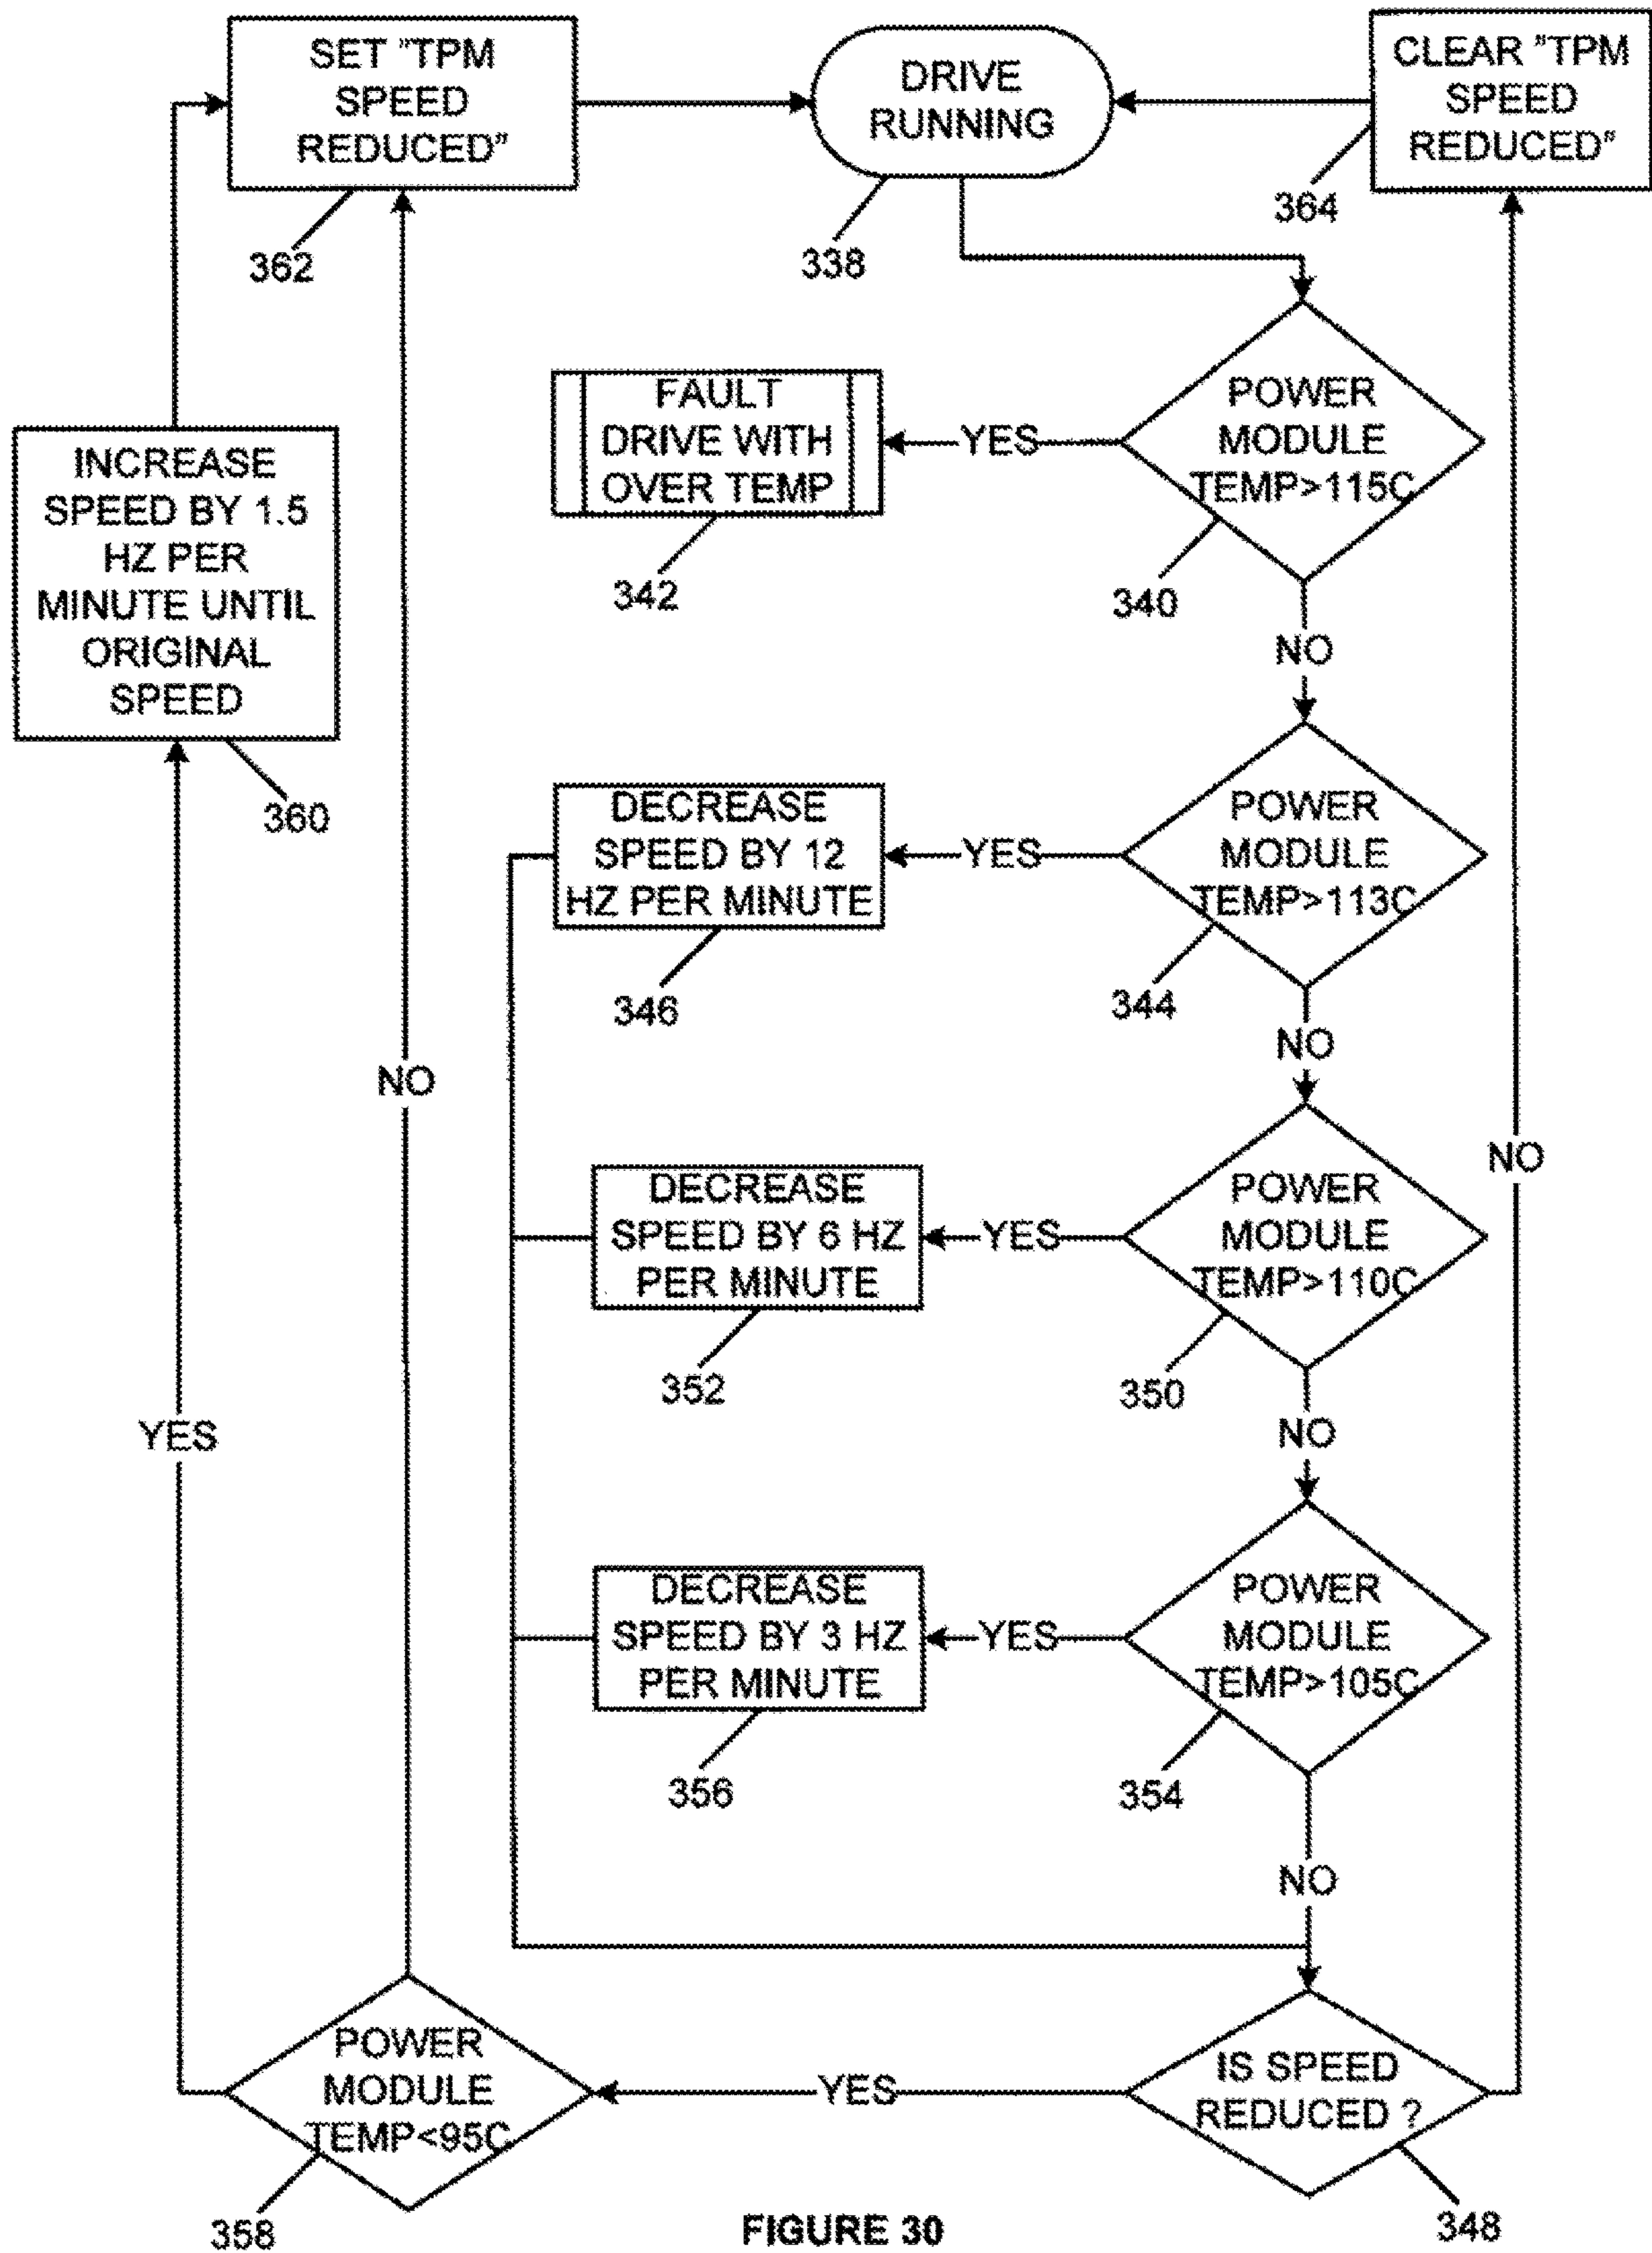 SET "TPM
SPEED
REDUCED"
362
DRIVE
RUNNING
338
CLEAR "TPM
SPEED
REDUCED"
364
POWER
MODULE
TEMP>115C
340
YES
FAULT
DRIVE WITH
OVER TEMP
342
NO
INCREASE
SPEED BY 1.5
HZ PER
MINUTE UNTIL
ORIGINAL
SPEED
360
POWER
MODULE
TEMP>113C
344
YES
DECREASE
SPEED BY 12
HZ PER MINUTE
346
NO
NO
POWER
MODULE
TEMP>110C
350
YES
DECREASE
SPEED BY 6 HZ
PER MINUTE
352
NO
NO
YES
POWER
MODULE
TEMP>105C
354
YES
DECREASE
SPEED BY 3 HZ
PER MINUTE
356
NO
IS SPEED
REDUCED ?
348
YES
POWER
MODULE
TEMP<95C
358
FIGURE 30